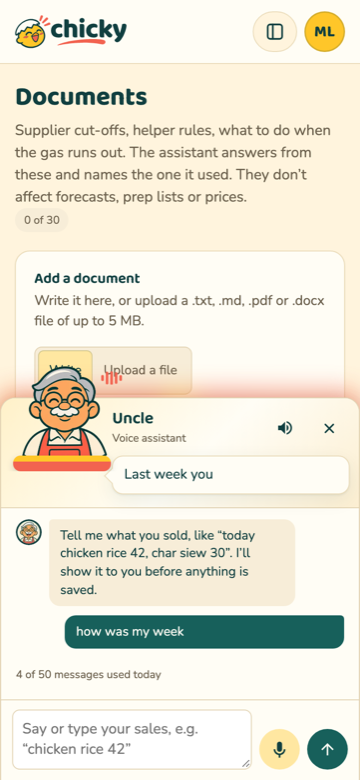 chicky
ML
Documents
Supplier cut-offs, helper rules, what to do when
the gas runs out. The assistant answers from
these and names the one it used. They don’t
affect forecasts, prep lists or prices.
0 of 30
Add a document
Write it here, or upload a .txt, .md, .pdf or .docx
file of up to 5 MB.
Upload a file
Uncle
Voice assistant
Last week you
Tell me what you sold, like “today
chicken rice 42, char siew 30”. I’ll
show it to you before anything is
saved.
how was my week
4 of 50 messages used today
Say or type your sales, e.g.
“chicken rice 42”